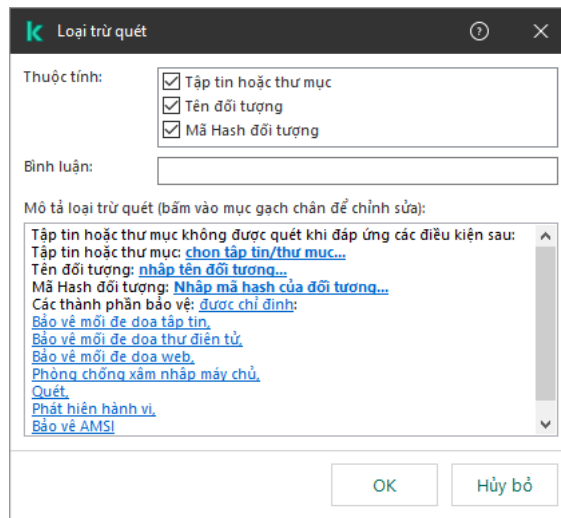 Loại trừ quét
Thuộc tính:
Tập tin hoặc thư mục
Tên đối tượng
Mã Hash đối tượng
Bình luận:
Mô tả loại trừ quét (bấm vào mục gạch chân để chỉnh sửa):
Tập tin hoặc thư mục không được quét khi đáp ứng các điều kiện sau:
Tập tin hoặc thư mục: chọn tập tin/thư mục...
Tên đối tượng: nhập tên đối tượng...
Mã Hash đối tượng: Nhập mã hash của đối tượng...
Các thành phần bảo vệ: được chỉ định:
Bảo vệ mối đe dọa tập tin,
Bảo vệ mối đe dọa thư điện tử,
Bảo vệ mối đe dọa web,
Phòng chống xâm nhập máy chủ,
Quét,
Phát hiện hành vi,
Bảo vệ AMSI
OK
Hủy bỏ